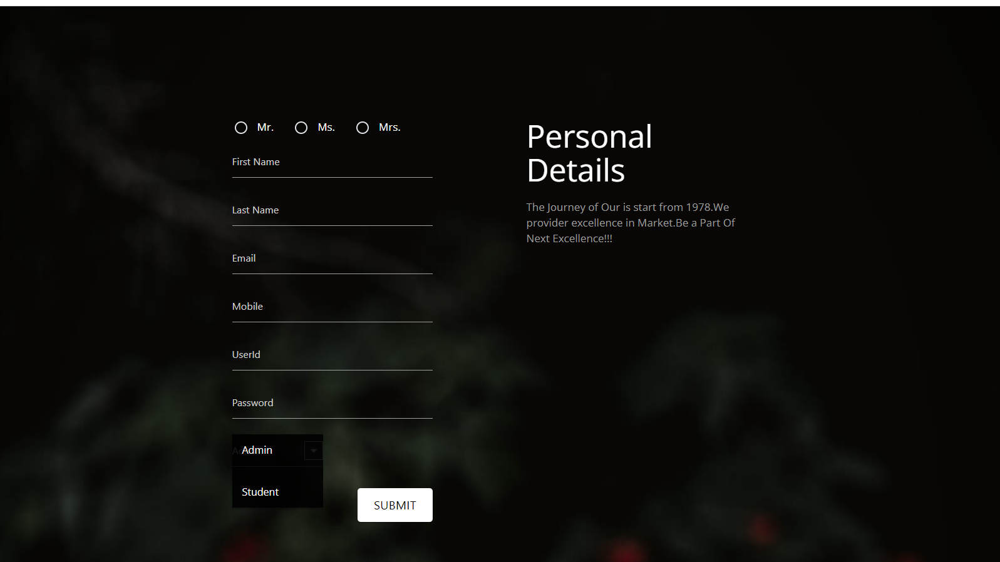 Mr. Ms. Mrs.
First Name
Last Name
Email
Mobile
UserId
Password
Admin
Student
SUBMIT
Personal
Details
The Journey of Our is start from 1978.We
provider excellence in Market.Be a Part Of
Next Excellence!!!